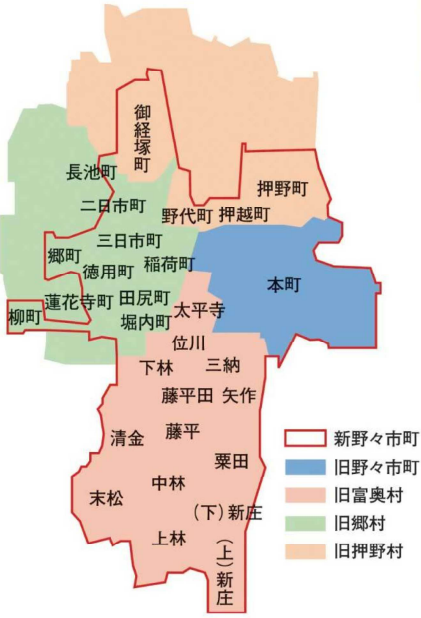 御経塚町
長池町
押野町
二日市町
野代町
押越町
三日市町
郷町
稲荷町
徳用町
本町
蓮花寺町
田尻町
太平寺
柳町
堀内町
位川
下林
三納
藤平田
矢作
清金
藤平
粟田
中林
末松
(下)新庄
上林
(上)新庄
新野々市町
旧野々市町
旧富奥村
旧郷村
旧押野村